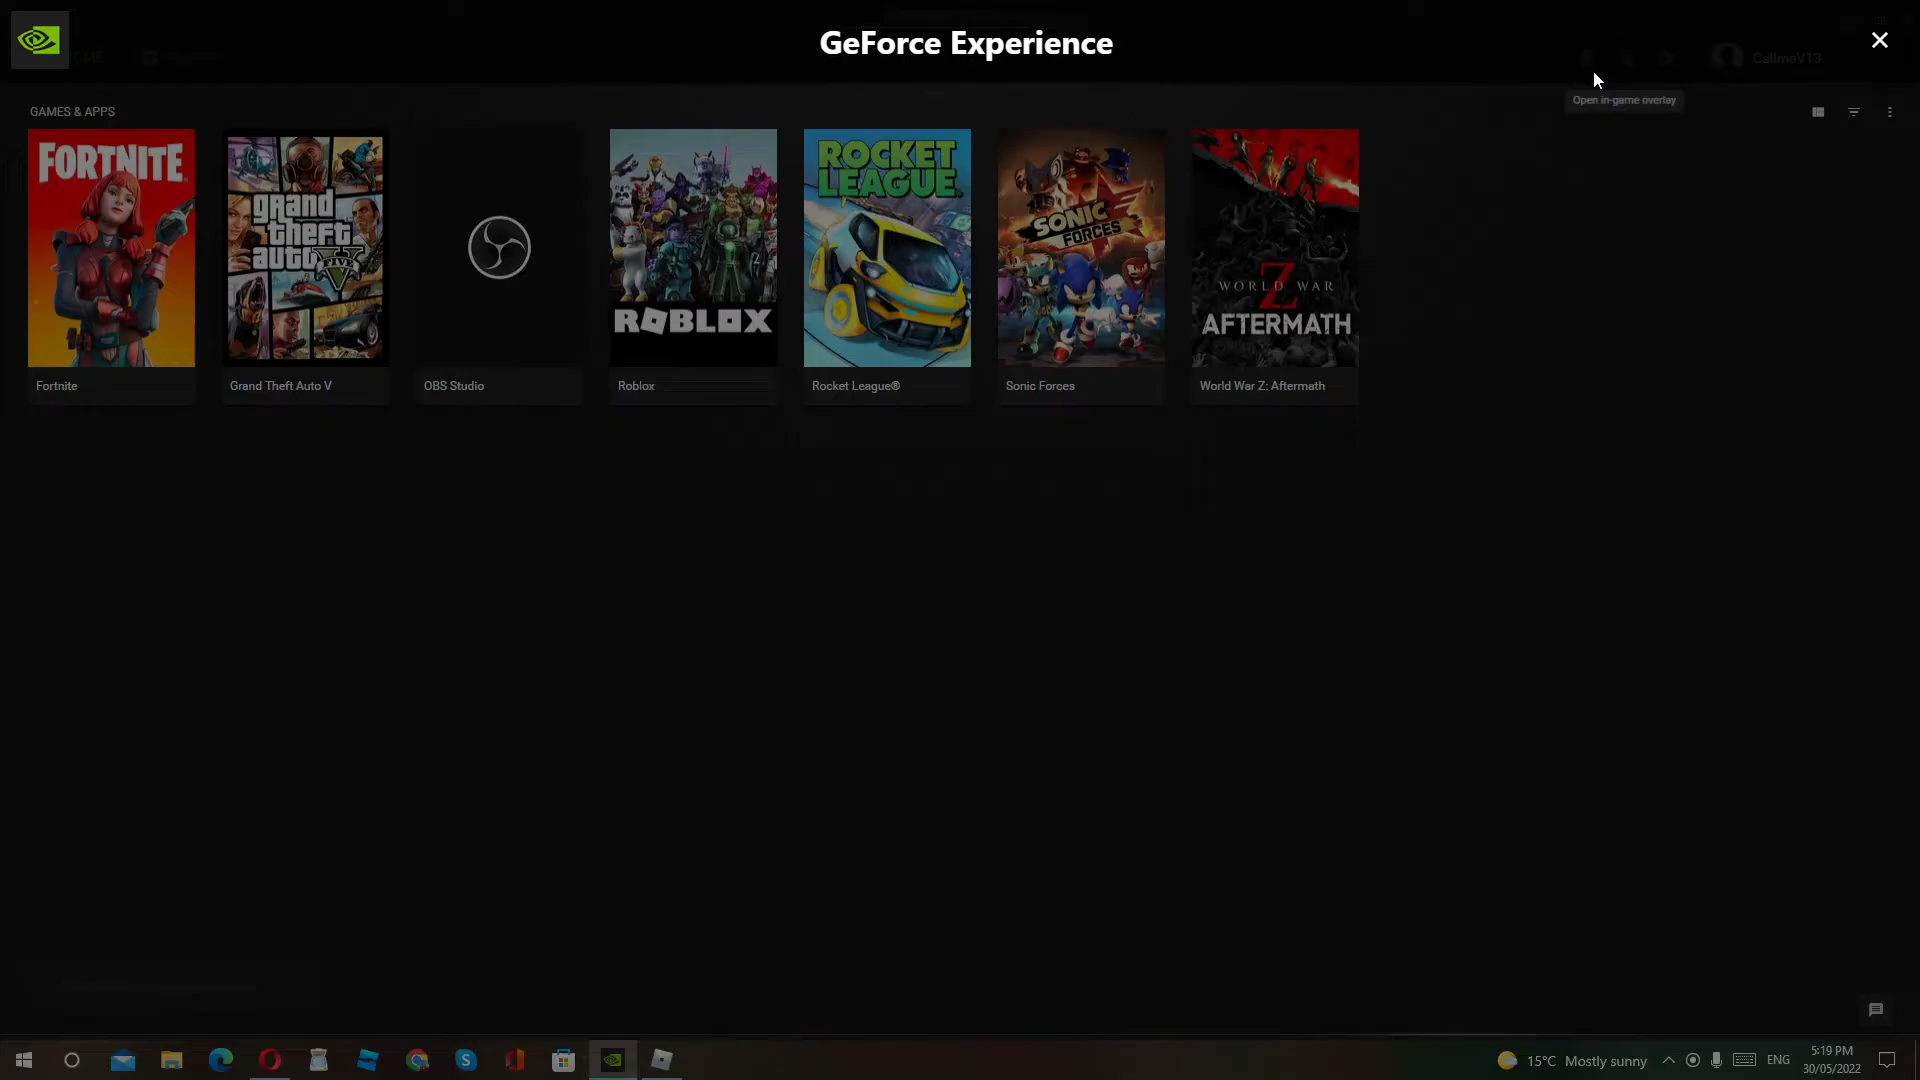 GeForce Experience
CallmeV13
Open in-game overlay
GAMES & APPS
FORTNITE
grand
theft
auto
FIVE
ROBLOX
ROCKET
LEAGUE
SONIC
FORCES
WORLD WAR
Z
AFTERMATH
Fortnite
Grand Theft Auto V
OBS Studio
Roblox
Rocket League®
Sonic Forces
World War Z: Aftermath
15°C Mostly sunny
ENG
5:19 PM
30/05/2022